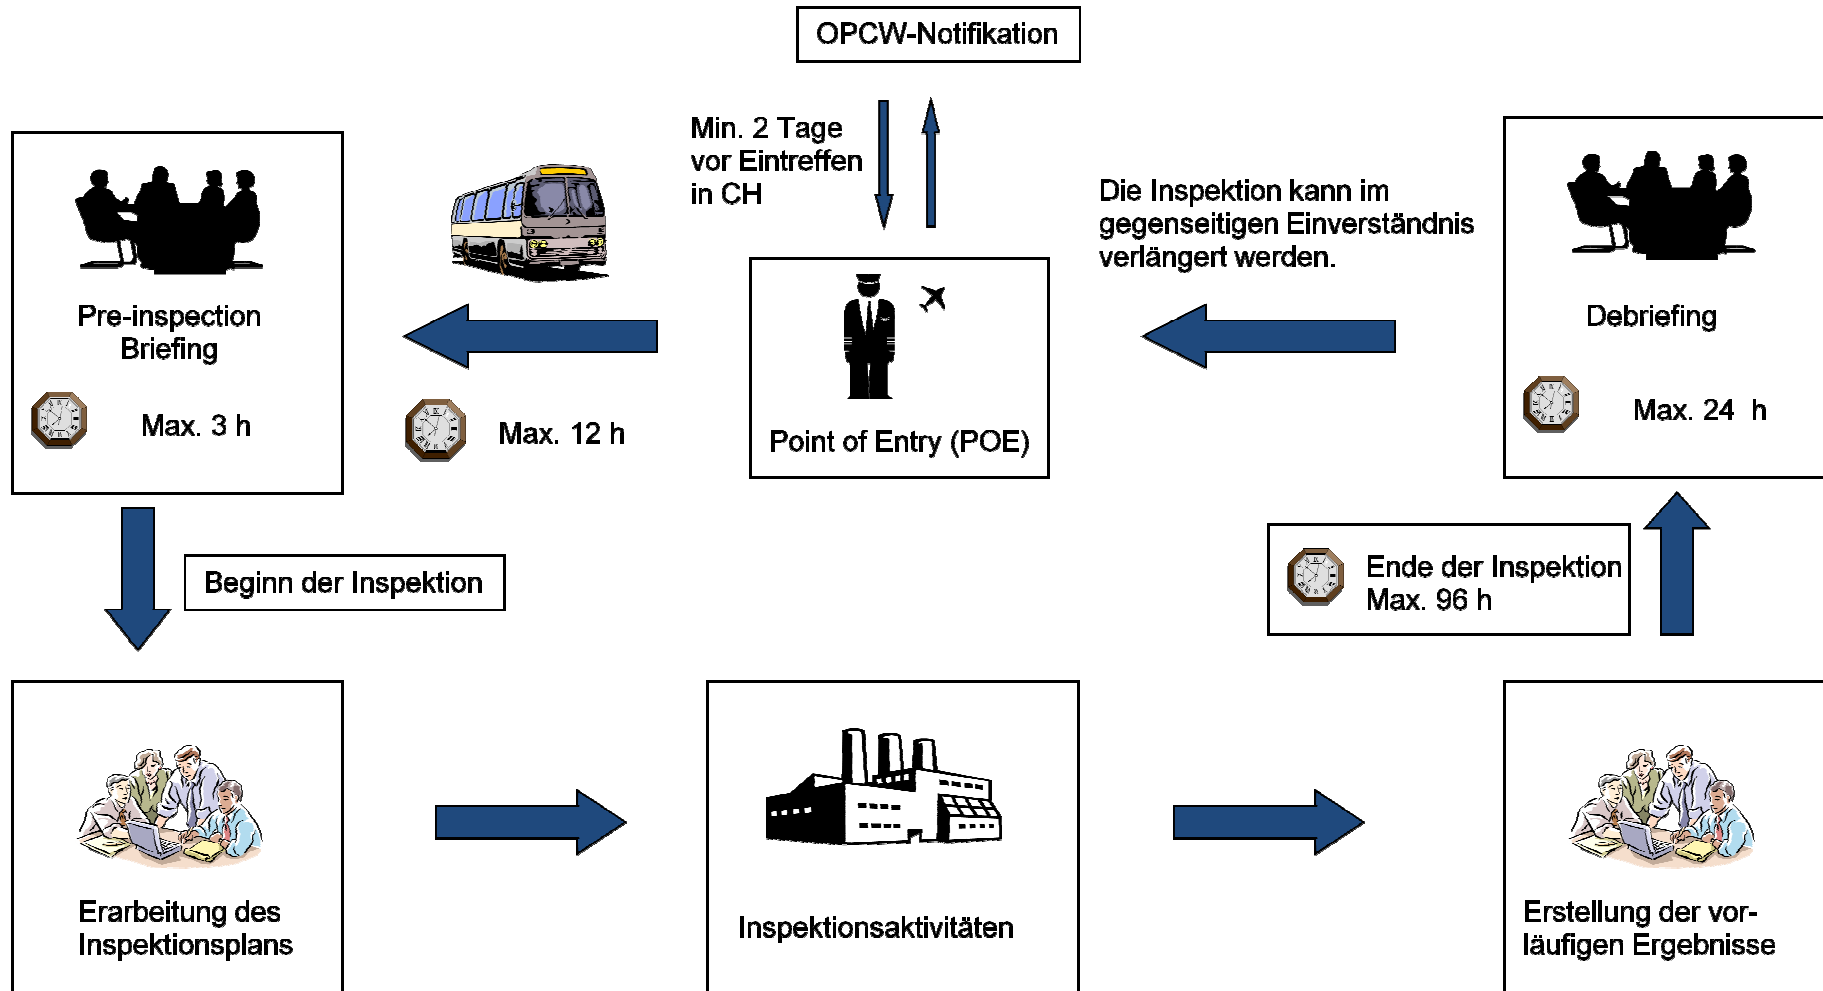 OPCW-Notifikation
Min. 2 Tage
vor Eintreffen
in CH
Die Inspektion kann im
gegenseitigen Einverständnis
verlängert werden.
Pre-inspection
Briefing
Max. 3 h
Max. 12 h
Point of Entry (POE)
Debriefing
Max. 24 h
Beginn der Inspektion
Ende der Inspektion
Max. 96 h
Erarbeitung des
Inspektionsplans
Inspektionsaktivitäten
Erstellung der vor-
läufigen Ergebnisse